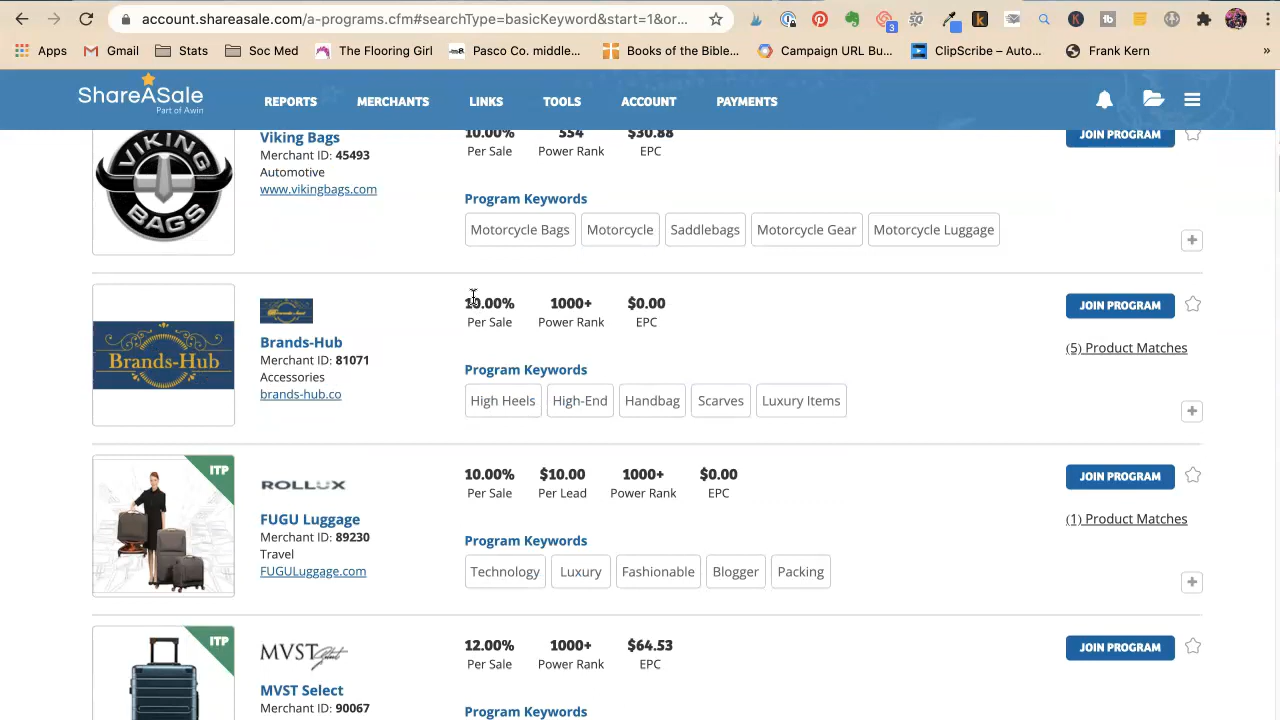 account.shareasale.com/a-programs.cfm#searchType=basicKeyword&start=1&or...
3
Apps Gmail Stats Soc Med The Flooring Girl Pasco Co. middle... Books of the Bible... Campaign URL Bu... ClipScribe – Auto... Frank Kern »
ShareASale
Part of Awin
REPORTS MERCHANTS LINKS TOOLS ACCOUNT PAYMENTS
VIKING
BAGS
Viking Bags
Merchant ID: 45493
Automotive
www.vikingbags.com
10.00% 554 $30.88
Per Sale Power Rank EPC
JOIN PROGRAM
Program Keywords
Motorcycle Bags Motorcycle Saddlebags Motorcycle Gear Motorcycle Luggage
Brands-Hub
Brands-Hub
Merchant ID: 81071
Accessories
brands-hub.co
10.00% 1000+ $0.00
Per Sale Power Rank EPC
JOIN PROGRAM
(5) Product Matches
Program Keywords
High Heels High-End Handbag Scarves Luxury Items
ITP
ROLLUX
FUGU Luggage
Merchant ID: 89230
Travel
FUGULuggage.com
10.00% $10.00 1000+ $0.00
Per Sale Per Lead Power Rank EPC
JOIN PROGRAM
(1) Product Matches
Program Keywords
Technology Luxury Fashionable Blogger Packing
ITP
MVST Select
MVST Select
Merchant ID: 90067
12.00% 1000+ $64.53
Per Sale Power Rank EPC
JOIN PROGRAM
Program Keywords